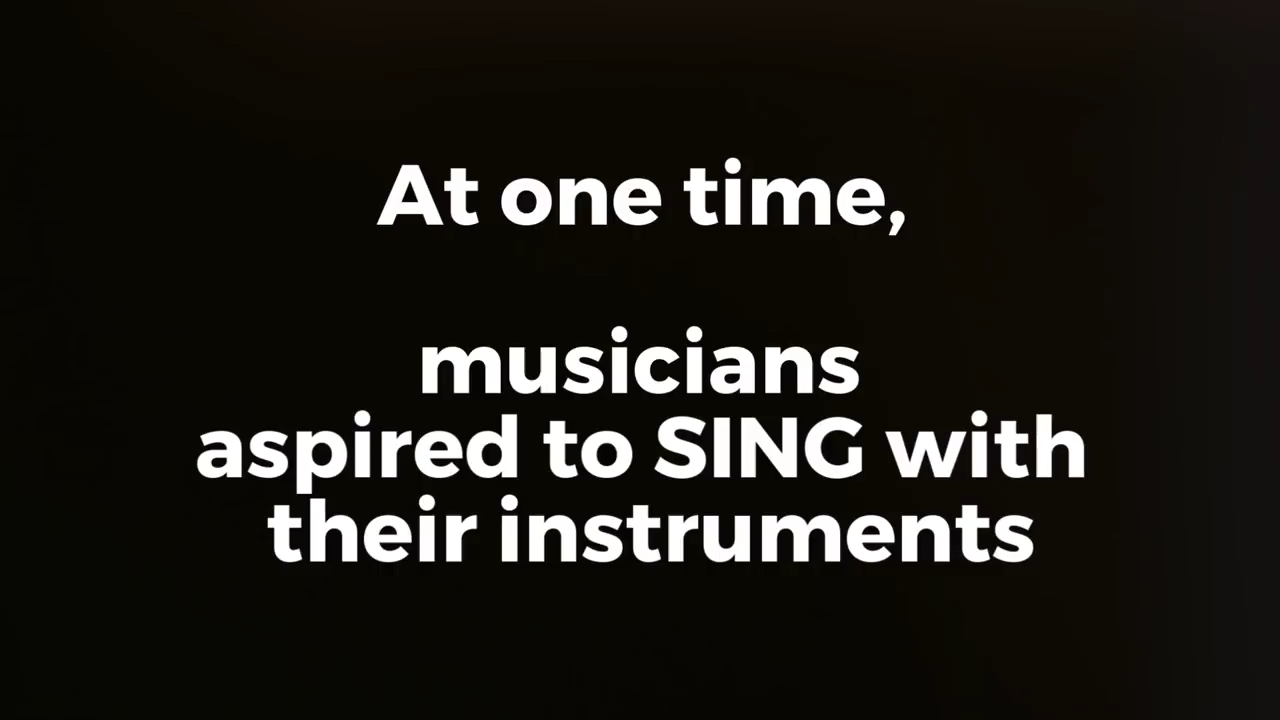 At one time,
musicians
aspired to SING with
their instruments